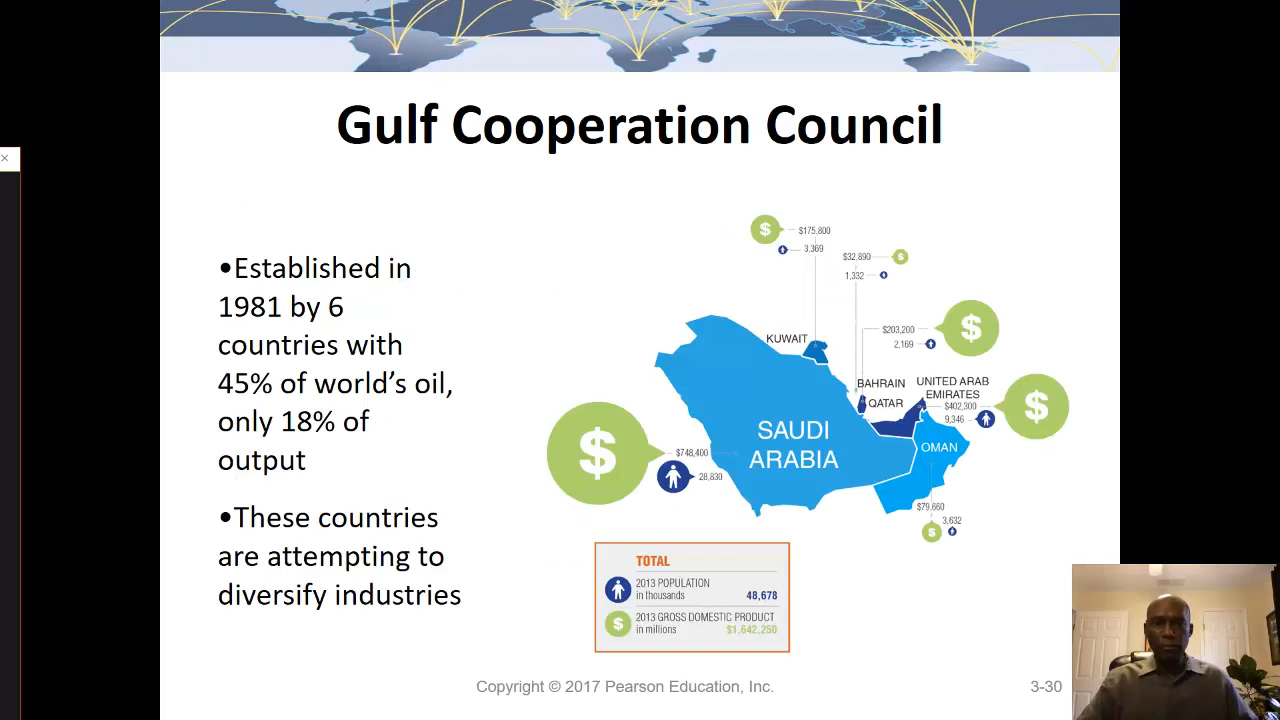 Gulf Cooperation Council
•Established in
1981 by 6
countries with
45% of world's oil,
only 18% of
output
•These countries
are attempting to
diversify industries
$ $175,800
3,369
$32,890 $
1,332
$203,200 $
2,169
KUWAIT
BAHRAIN
QATAR
UNITED ARAB
EMIRATES
$402,300 $
9,346
SAUDI
ARABIA
OMAN
$ $748,400
28,830
$79,660
3,632
$
TOTAL
2013 POPULATION
in thousands 48,678
$ 2013 GROSS DOMESTIC PRODUCT
in millions $1,642,250
Copyright © 2017 Pearson Education, Inc.
3-30